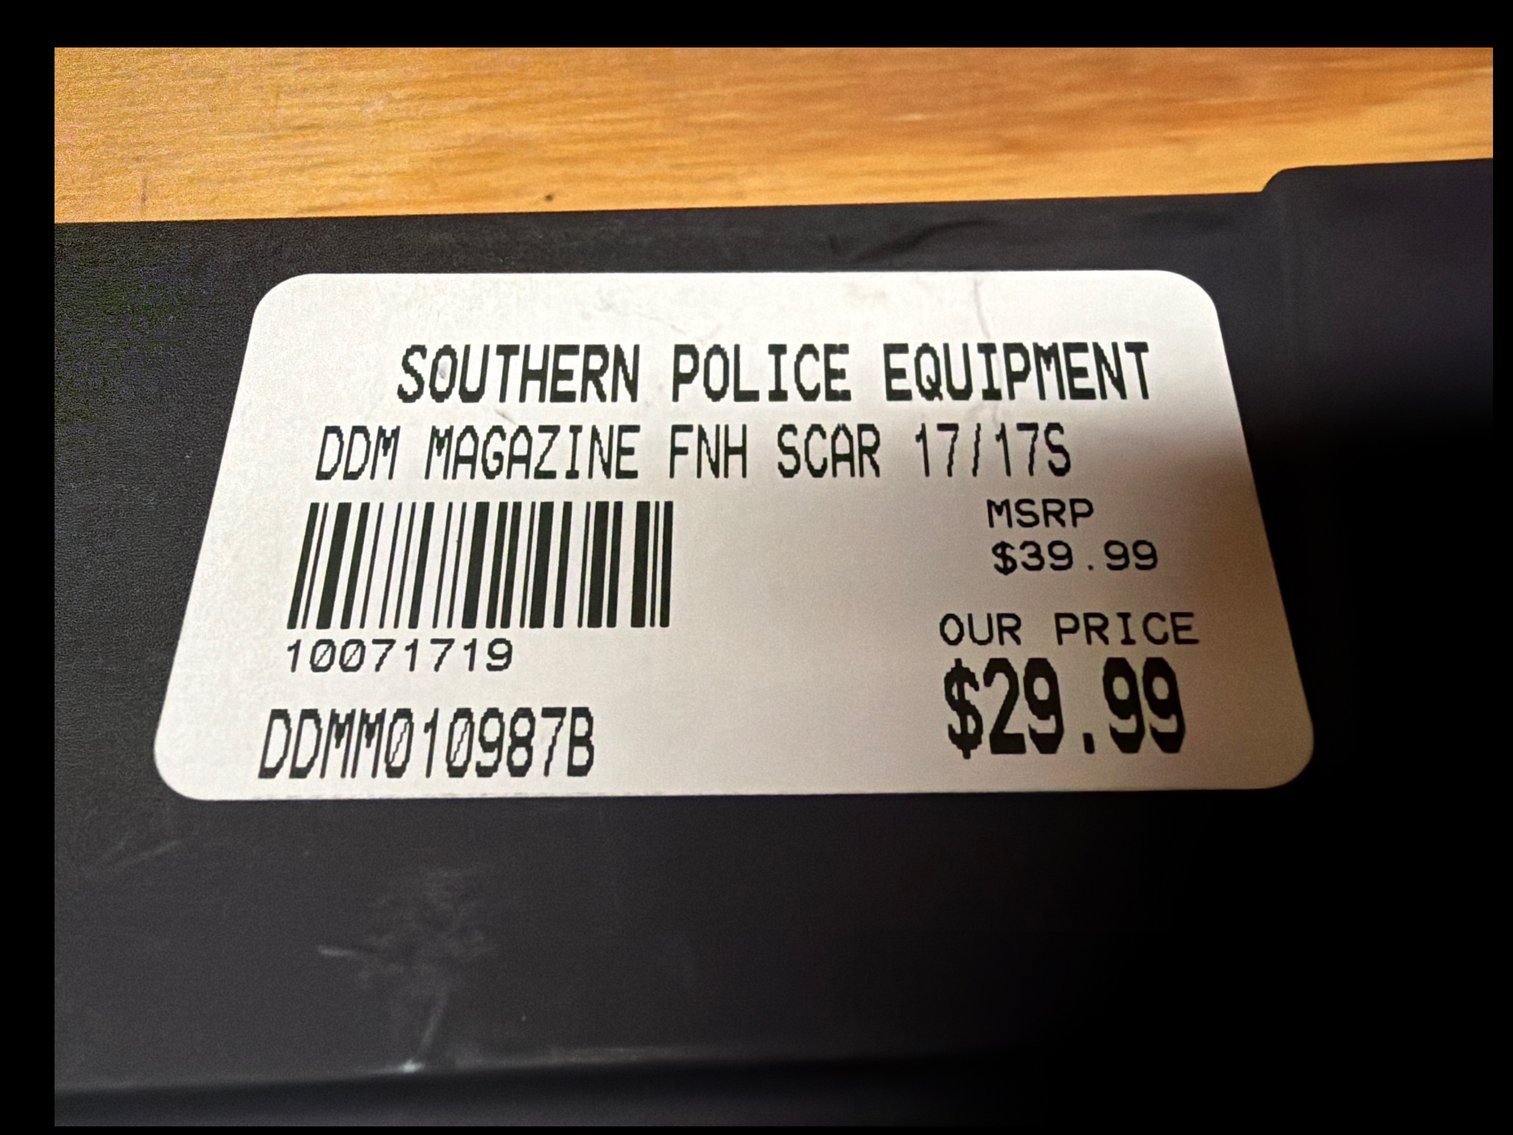 SOUTHERN POLICE EQUIPMENT
DDM MAGAZINE FNH SCAR 17/17S
MSRP
$39.99
10071719
OUR PRICE
$29.99
DDMM010987B